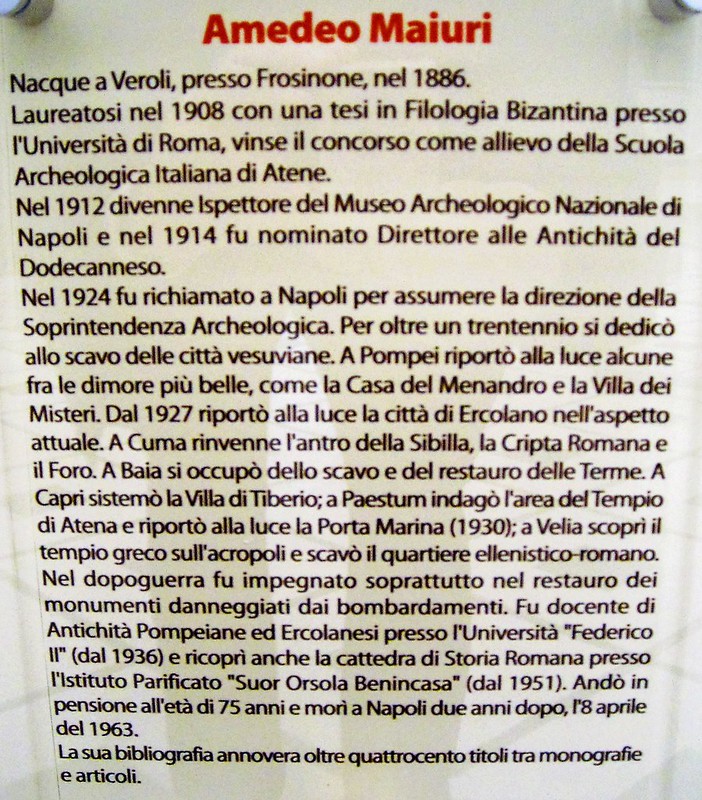 Amedeo Maiuri
Nacque a Veroli, presso Frosinone, nel 1886.
Laureatosi nel 1908 con una tesi in Filologia Bizantina presso
l'Università di Roma, vinse il concorso come allievo della Scuola
Archeologica Italiana di Atene.
Nel 1912 divenne Ispettore del Museo Archeologico Nazionale di
Napoli e nel 1914 fu nominato Direttore alle Antichità del
Dodecanneso.
Nel 1924 fu richiamato a Napoli per assumere la direzione della
Soprintendenza Archeologica. Per oltre un trentennio si dedicò
allo scavo delle città vesuviane. A Pompei riportò alla luce alcune
fra le dimore più belle, come la Casa del Menandro e la Villa dei
Misteri. Dal 1927 riportò alla luce la città di Ercolano nell'aspetto
attuale. A Cuma rinvenne l'antro della Sibilla, la Cripta Romana e
il Foro. A Baia si occupò dello scavo e del restauro delle Terme. A
Capri sistemò la Villa di Tiberio; a Paestum indagò l'area del Tempio
di Atena e riportò alla luce la Porta Marina (1930); a Velia scoprì il
tempio greco sull'acropoli e scavò il quartiere ellenistico-romano.
Nel dopoguerra fu impegnato soprattutto nel restauro dei
monumenti danneggiati dai bombardamenti. Fu docente di
Antichità Pompeiane ed Ercolanesi presso l'Università "Federico
II" (dal 1936) e ricoprì anche la cattedra di Storia Romana presso
l'Istituto Parificato "Suor Orsola Benincasa" (dal 1951). Andò in
pensione all'età di 75 anni e morì a Napoli due anni dopo, l'8 aprile
del 1963.
La sua bibliografia annovera oltre quattrocento titoli tra monografie
e articoli.